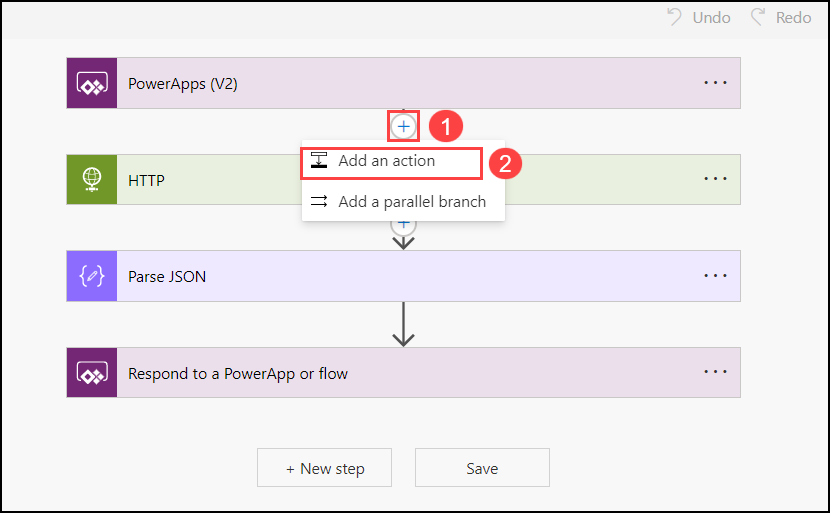 Undo Redo
PowerApps (V2)
1
Add an action
2
HTTP
Add a parallel branch
Parse JSON
Respond to a PowerApp or flow
+ New step
Save